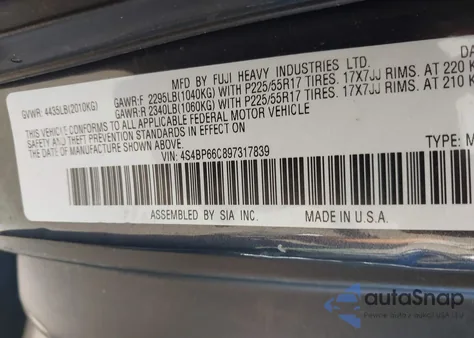 MFD BY FUJI HEAVY INDUSTRIES LTD. DA
GVWR: 4435LB(2010KG) GAWR:F 2295LB(1040KG) WITH P225/55R17 TIRES. 17X7JJ RIMS. AT 220 K
GAWR:R 2340LB(1060KG) WITH P225/55R17 TIRES. 17X7JJ RIMS. AT 210
THIS VEHICLE CONFORMS TO ALL APPLICABLE FEDERAL MOTOR VEHICLE
SAFETY AND THEFT PREVENTION STANDARDS IN EFFECT ON THE DATE OF MANUFACTURE SHOWN ABOVE.
VIN: 4S4BP66C897317839 TYPE: M
ASSEMBLED BY SIA INC. MADE IN U.S.A.
autoSnap